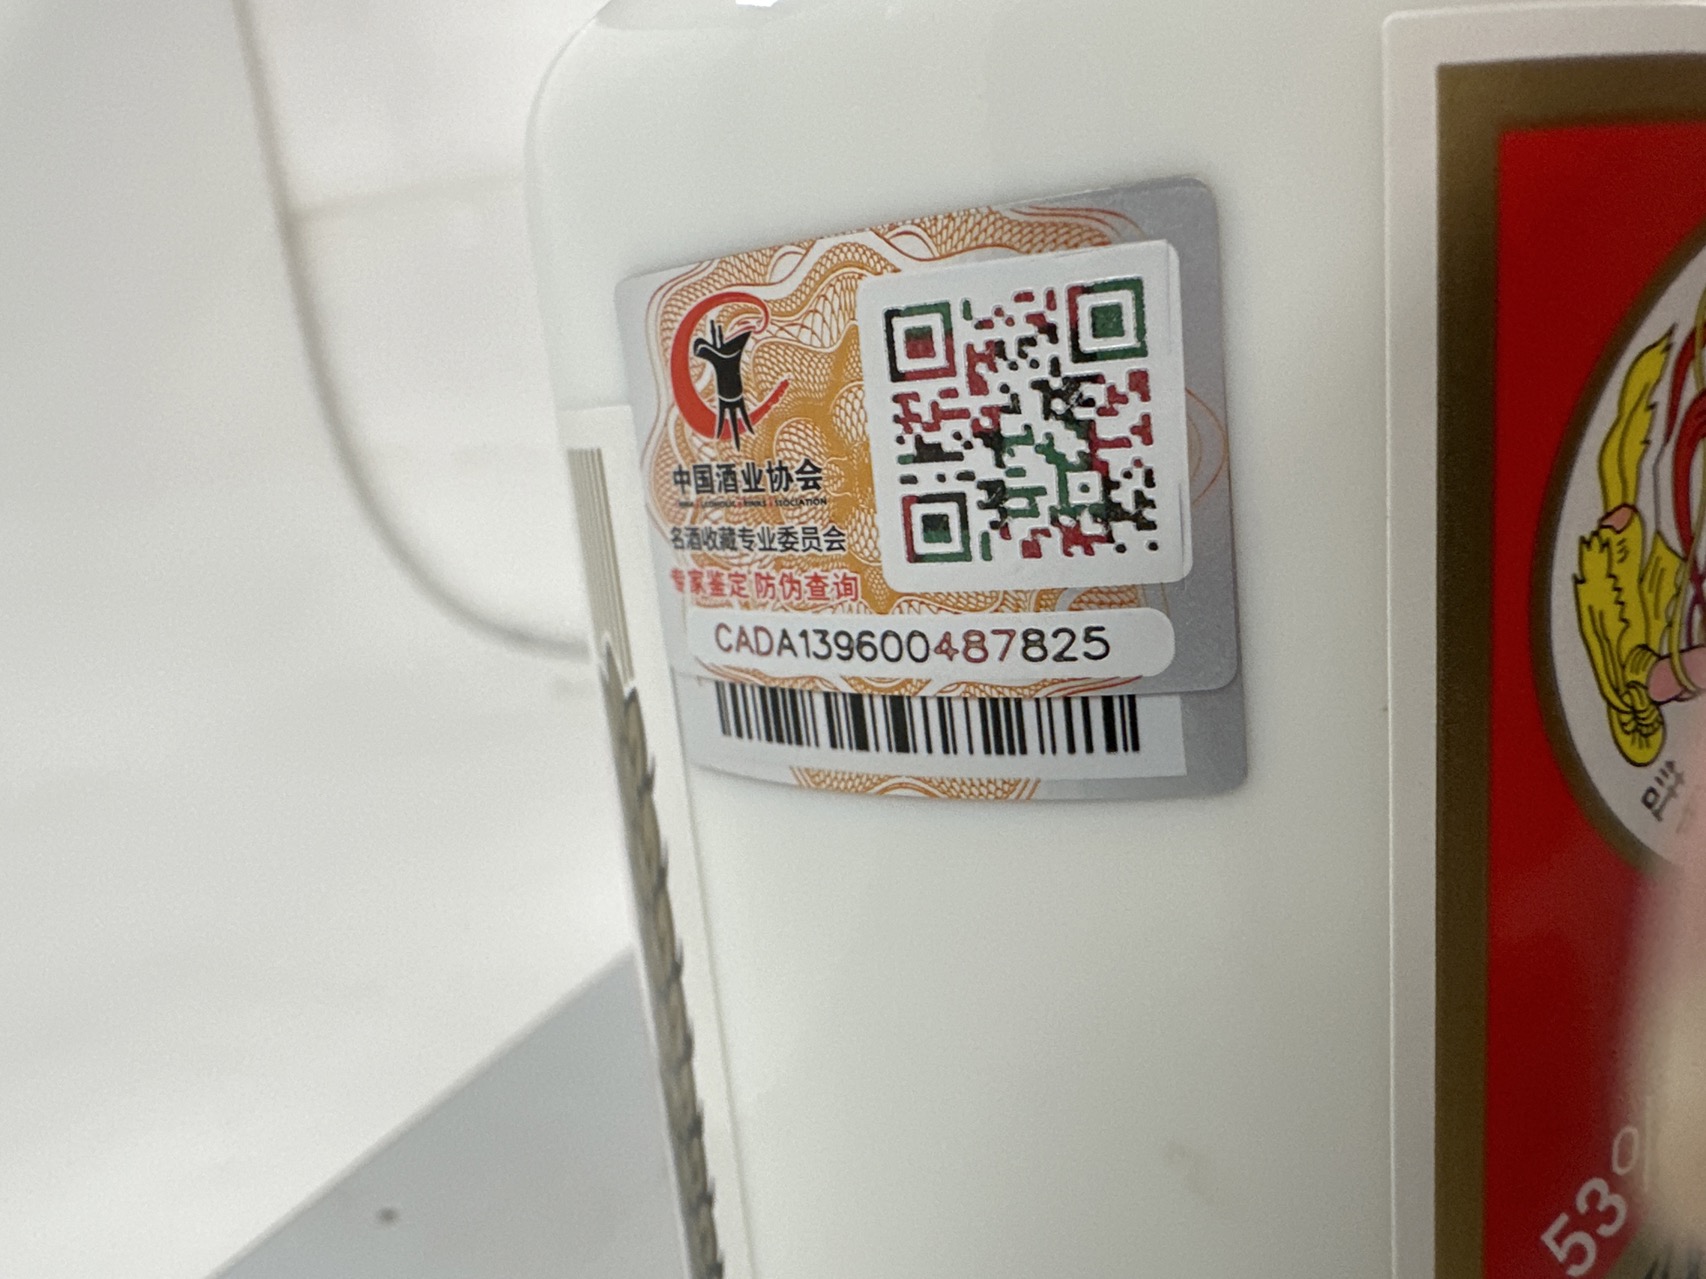 中国酒业协会
名酒收藏专业委员会
专家鉴定 防伪查询
CADA139600487825
53